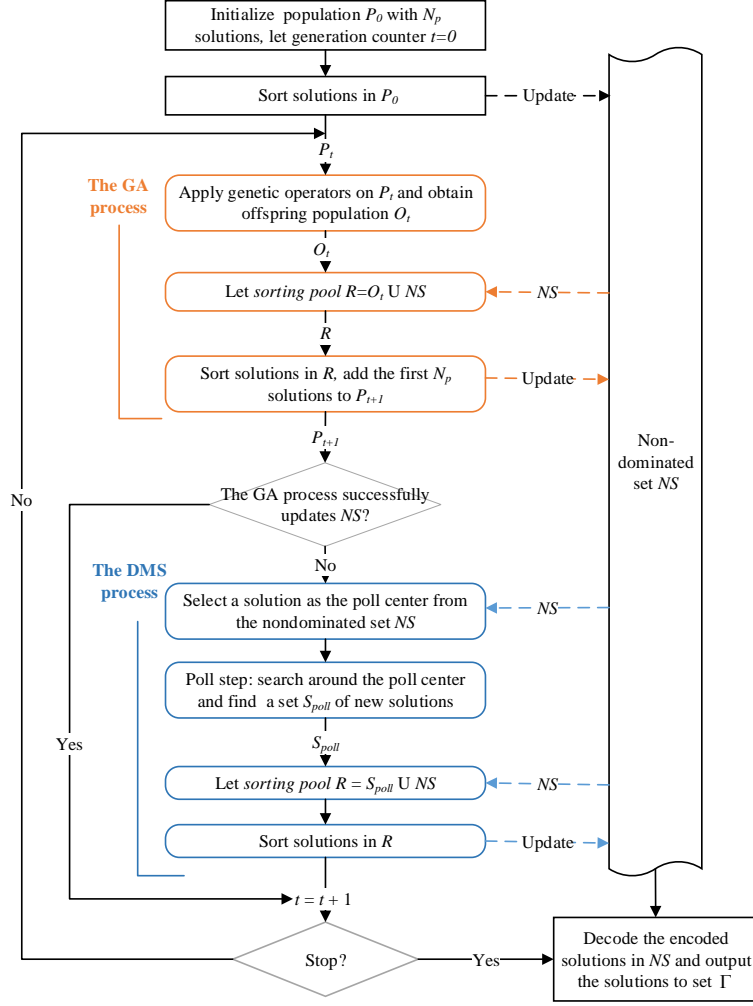 Initialize population P₀ with Nₚ
solutions, let generation counter t=0
Sort solutions in P₀
Update
Pₜ
The GA
process
Apply genetic operators on Pₜ and obtain
offspring population Oₜ
Oₜ
Let sorting pool R=Oₜ U NS
NS
R
Sort solutions in R, add the first Nₚ
solutions to Pₜ₊₁
Update
Pₜ₊₁
Non-
dominated
set NS
The GA process successfully
updates NS?
No
No
The DMS
process
Select a solution as the poll center from
the nondominated set NS
NS
Poll step: search around the poll center
and find a set S_poll of new solutions
Yes
S_poll
Let sorting pool R = S_poll U NS
NS
Sort solutions in R
Update
t = t + 1
Stop?
Yes
Decode the encoded
solutions in NS and output
the solutions to set Γ